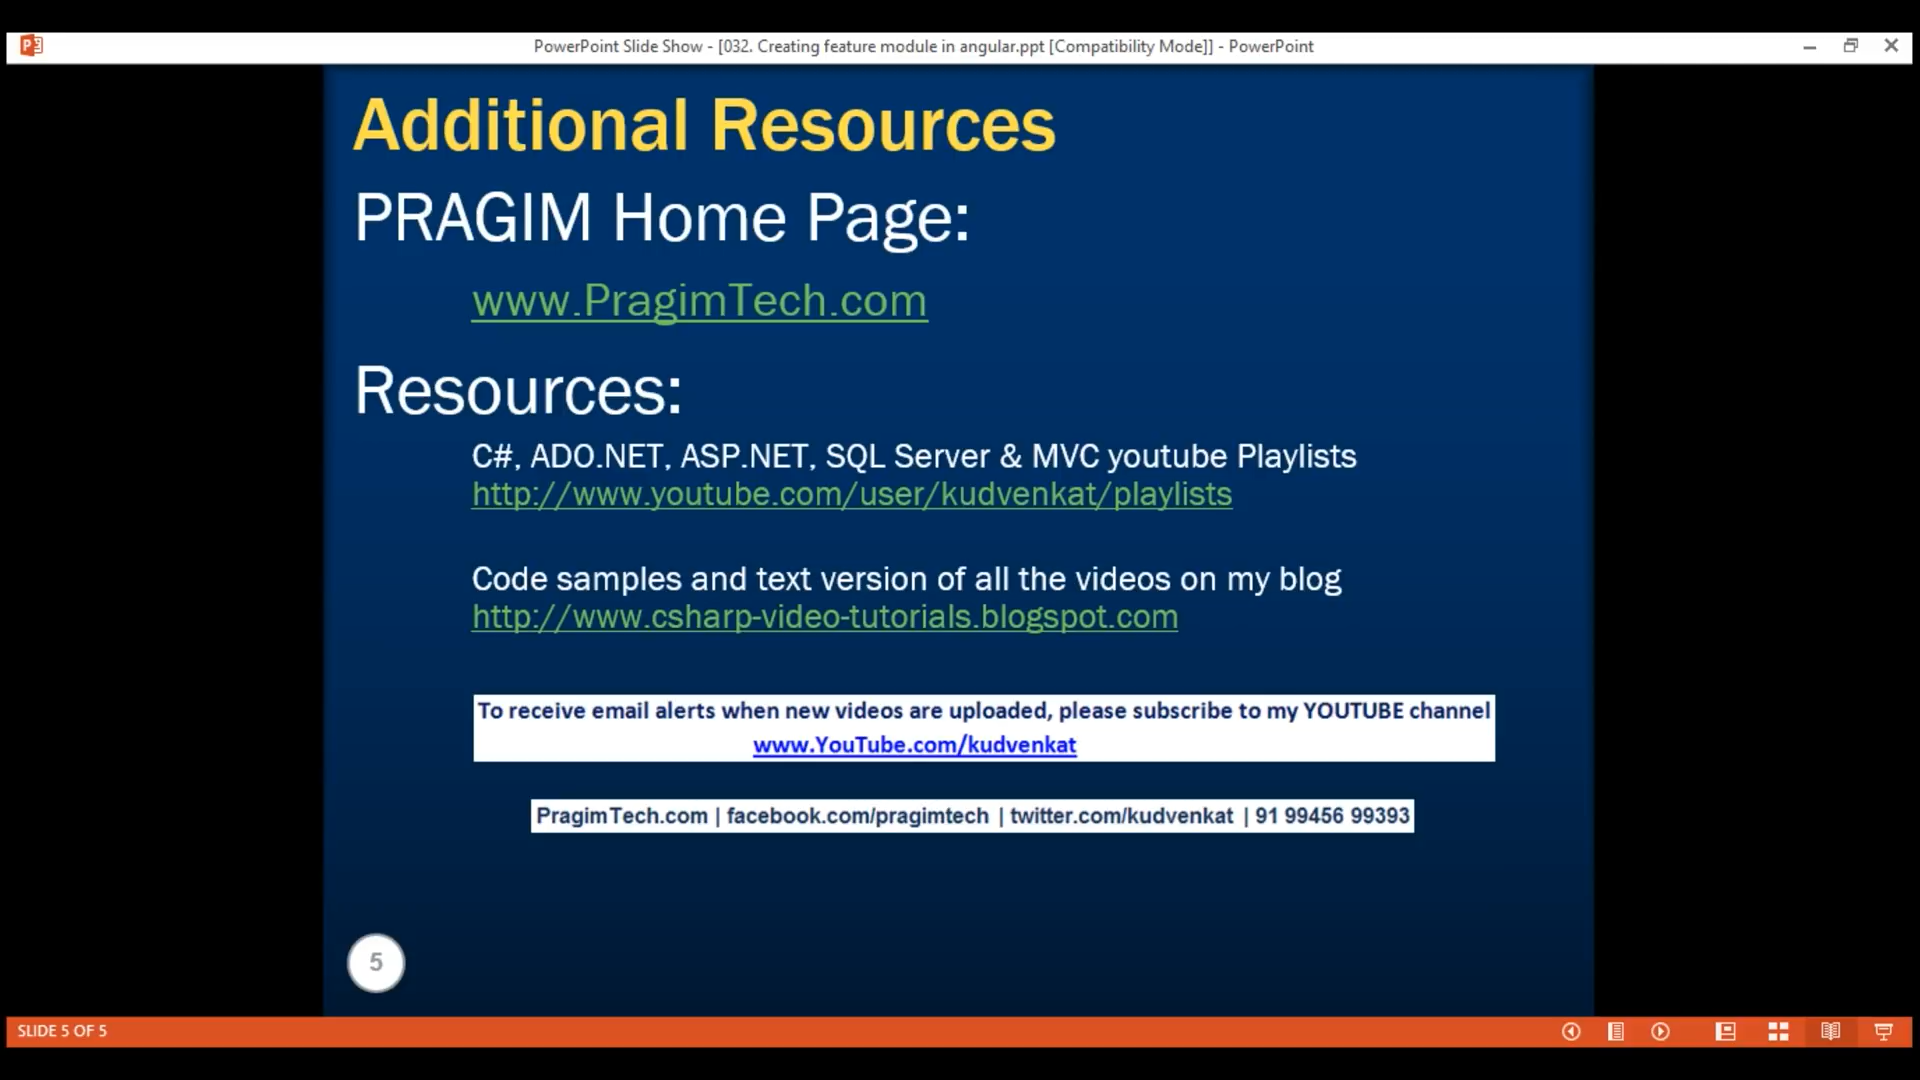 PowerPoint Slide Show - [032. Creating feature module in angular.ppt [Compatibility Mode]] - PowerPoint
Additional Resources
PRAGIM Home Page:
www.PragimTech.com
Resources:
C#, ADO.NET, ASP.NET, SQL Server & MVC youtube Playlists
http://www.youtube.com/user/kudvenkat/playlists
Code samples and text version of all the videos on my blog
http://www.csharp-video-tutorials.blogspot.com
To receive email alerts when new videos are uploaded, please subscribe to my YOUTUBE channel
www.YouTube.com/kudvenkat
PragimTech.com | facebook.com/pragimtech | twitter.com/kudvenkat | 91 99456 99393
5
SLIDE 5 OF 5